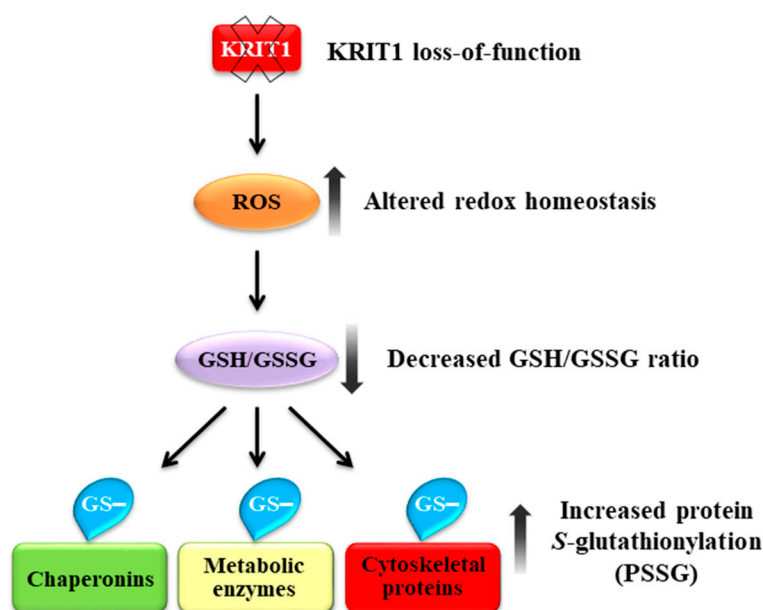 KRIT1
KRIT1 loss-of-function
ROS
Altered redox homeostasis
GSH/GSSG
Decreased GSH/GSSG ratio
GS–
GS–
GS–
Chaperonins
Metabolic
enzymes
Cytoskeletal
proteins
Increased protein
S-glutathionylation
(PSSG)